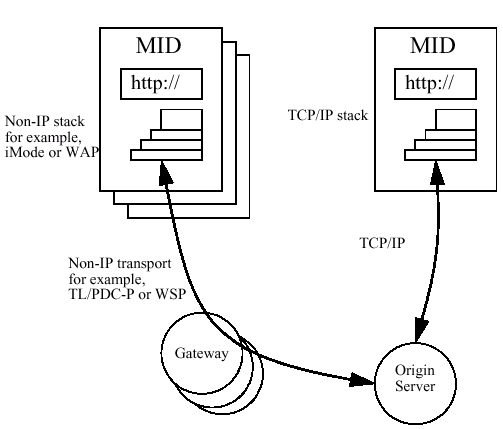 MID
http://
Non-IP stack
for example,
iMode or WAP
MID
http://
TCP/IP stack
TCP/IP
Non-IP transport
for example,
TL/PDC-P or WSP
Gateway
Origin
Server